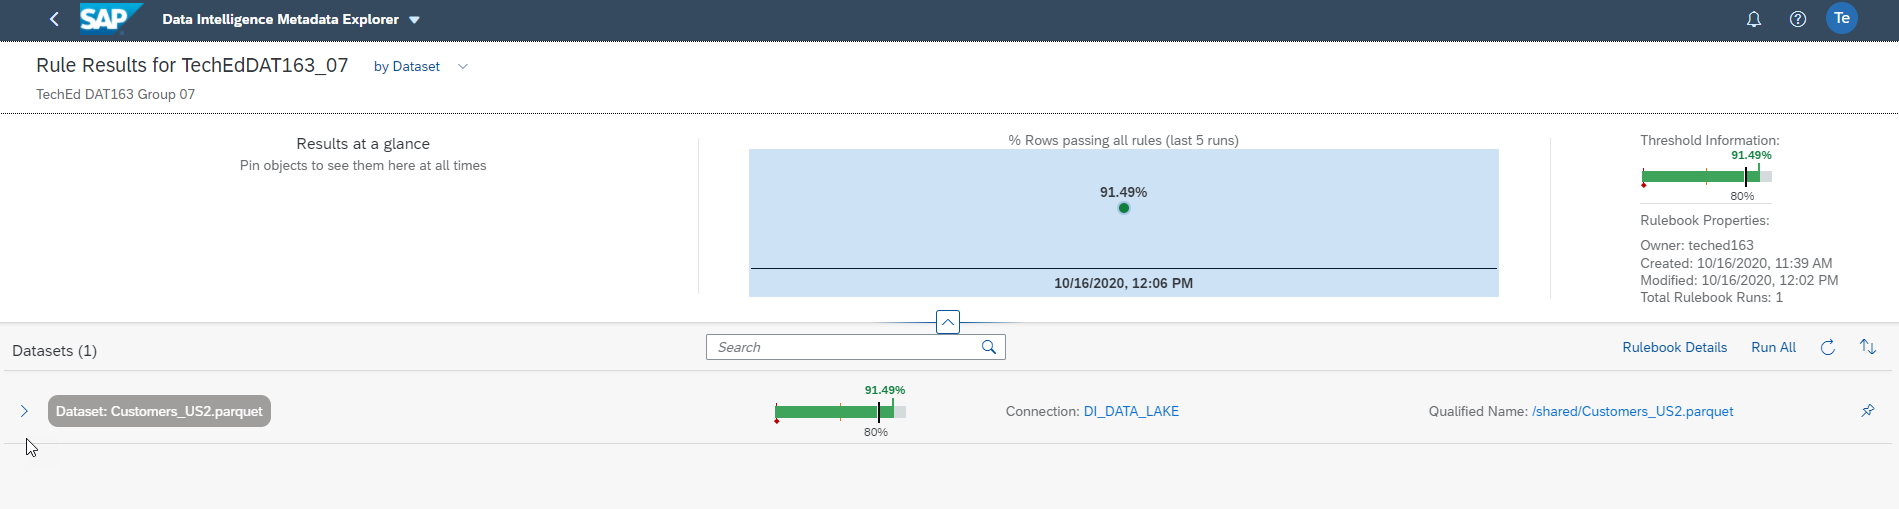 SAP Data Intelligence Metadata Explorer
Te
Rule Results for TechEdDAT163_07 by Dataset
TechEd DAT163 Group 07
Results at a glance
Pin objects to see them here at all times
% Rows passing all rules (last 5 runs)
91.49%
10/16/2020, 12:06 PM
Threshold Information:
91.49%
80%
Rulebook Properties:
Owner: teched163
Created: 10/16/2020, 11:39 AM
Modified: 10/16/2020, 12:02 PM
Total Rulebook Runs: 1
Datasets (1)
Search
Rulebook Details Run All
Dataset: Customers_US2.parquet
91.49%
80%
Connection: DI_DATA_LAKE
Qualified Name: /shared/Customers_US2.parquet